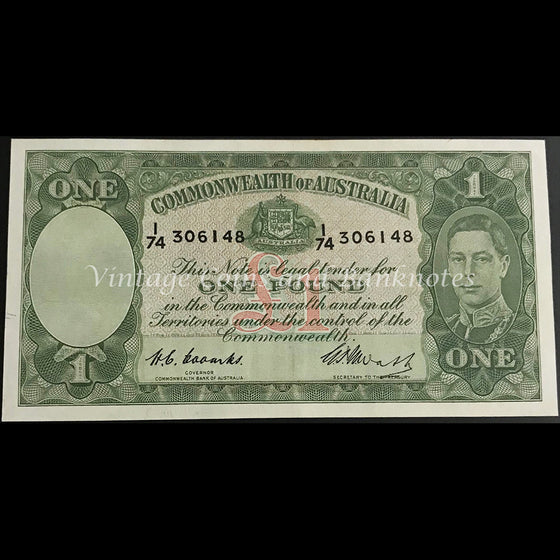 ONE
1
COMMONWEALTH OF AUSTRALIA
AUSTRALIA
I/74 306148
I/74 306148
This Note is legal tender for
ONE POUND
£1
in the Commonwealth and in all
Territories under the control of the
Commonwealth.
H.C. Coombs
GOVERNOR
COMMONWEALTH BANK OF AUSTRALIA
SECRETARY TO THE TREASURY
1
ONE
Vintage banknotes